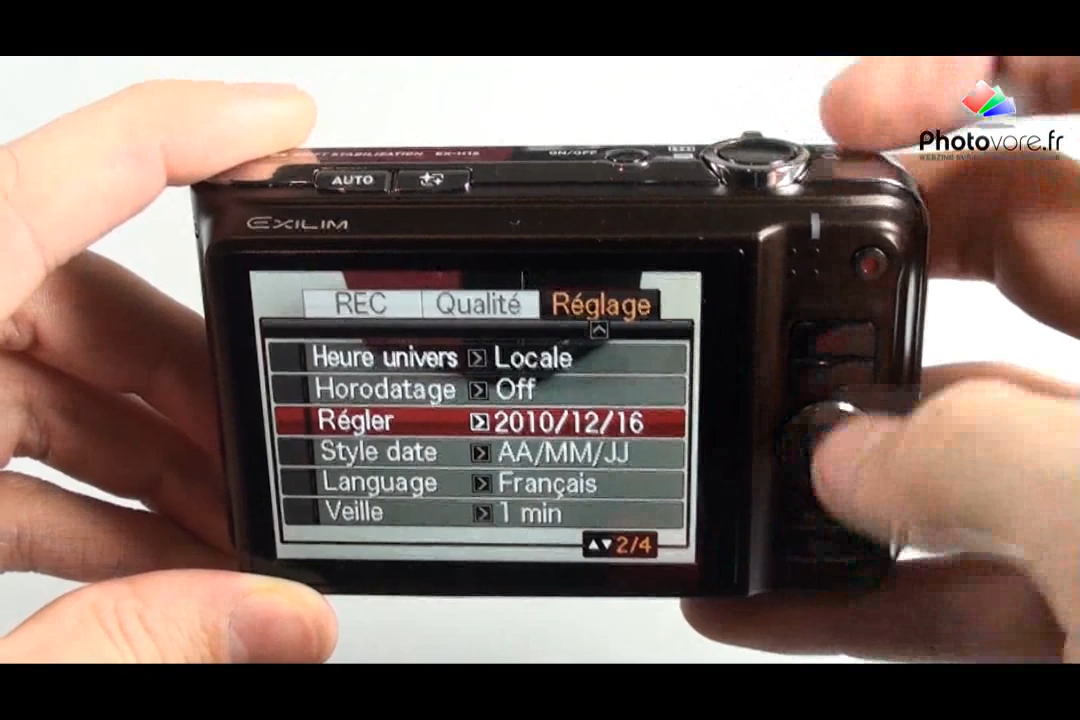 Photovore.fr
STABILIZATION EX-H15 ON/OFF
AUTO
EXILIM
REC Qualité Réglage
Heure univers Locale
Horodatage Off
Régler 2010/12/16
Style date AA/MM/JJ
Language Français
Veille 1 min
2/4